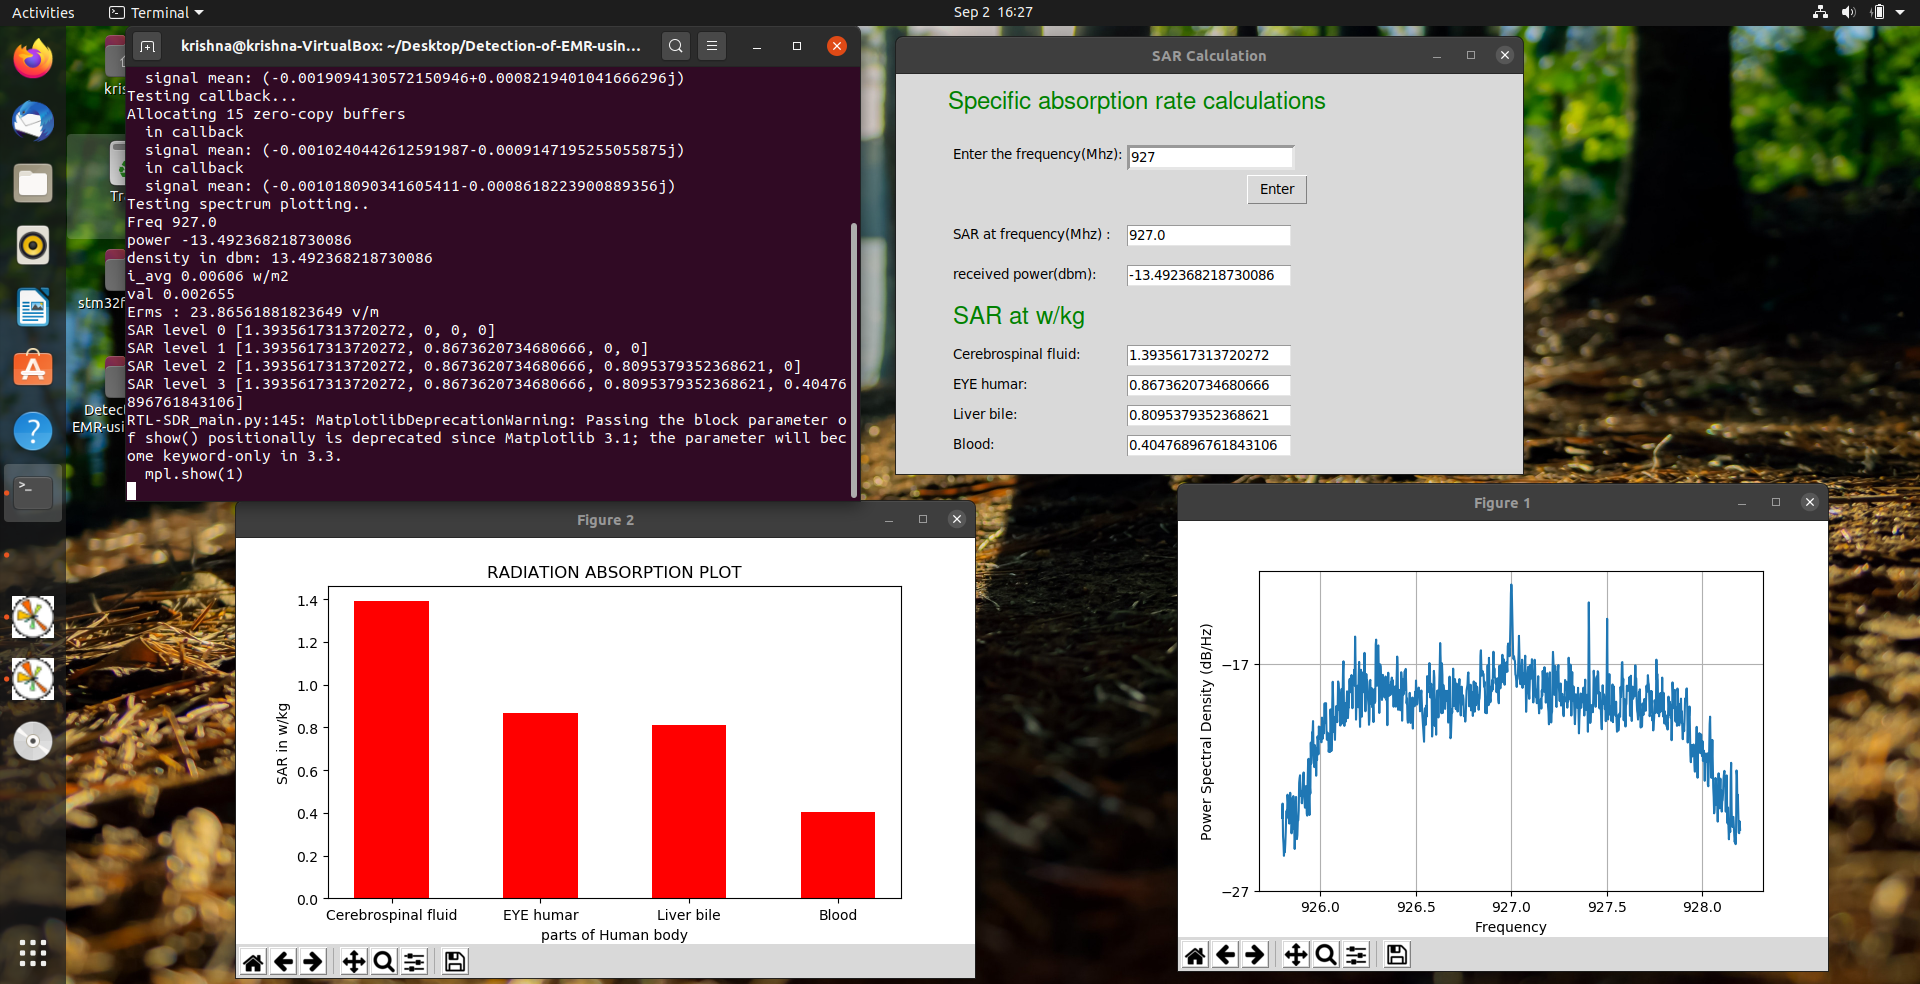 Activities
Terminal
Sep 2 16:27
krishna@krishna-VirtualBox: ~/Desktop/Detection-of-EMR-usin...
signal mean: (-0.0019094130572150946+0.0008219401041666296j)
Testing callback...
Allocating 15 zero-copy buffers
in callback
signal mean: (-0.0010240442612591987-0.0009147195255055875j)
in callback
signal mean: (-0.001018090341605411-0.0008618223900889356j)
Testing spectrum plotting..
Freq 927.0
power -13.492368218730086
density in dbm: 13.492368218730086
i_avg 0.00606 w/m2
val 0.002655
Erms : 23.86561881823649 v/m
SAR level 0 [1.3935617313720272, 0, 0, 0]
SAR level 1 [1.3935617313720272, 0.8673620734680666, 0, 0]
SAR level 2 [1.3935617313720272, 0.8673620734680666, 0.8095379352368621, 0]
SAR level 3 [1.3935617313720272, 0.8673620734680666, 0.8095379352368621, 0.40476
896761843106]
RTL-SDR_main.py:145: MatplotlibDeprecationWarning: Passing the block parameter o
f show() positionally is deprecated since Matplotlib 3.1; the parameter will bec
ome keyword-only in 3.3.
mpl.show(1)
kris
Tr
stm32f
Detec
EMR-usi
SAR Calculation
Specific absorption rate calculations
Enter the frequency(Mhz): 927
Enter
SAR at frequency(Mhz) : 927.0
received power(dbm): -13.492368218730086
SAR at w/kg
Cerebrospinal fluid: 1.3935617313720272
EYE humar: 0.8673620734680666
Liver bile: 0.8095379352368621
Blood: 0.40476896761843106
Figure 2
RADIATION ABSORPTION PLOT
SAR in w/kg
1.4
1.2
1.0
0.8
0.6
0.4
0.2
0.0
Cerebrospinal fluid EYE humar Liver bile Blood
parts of Human body
Figure 1
Power Spectral Density (dB/Hz)
−17
−27
926.0 926.5 927.0 927.5 928.0
Frequency